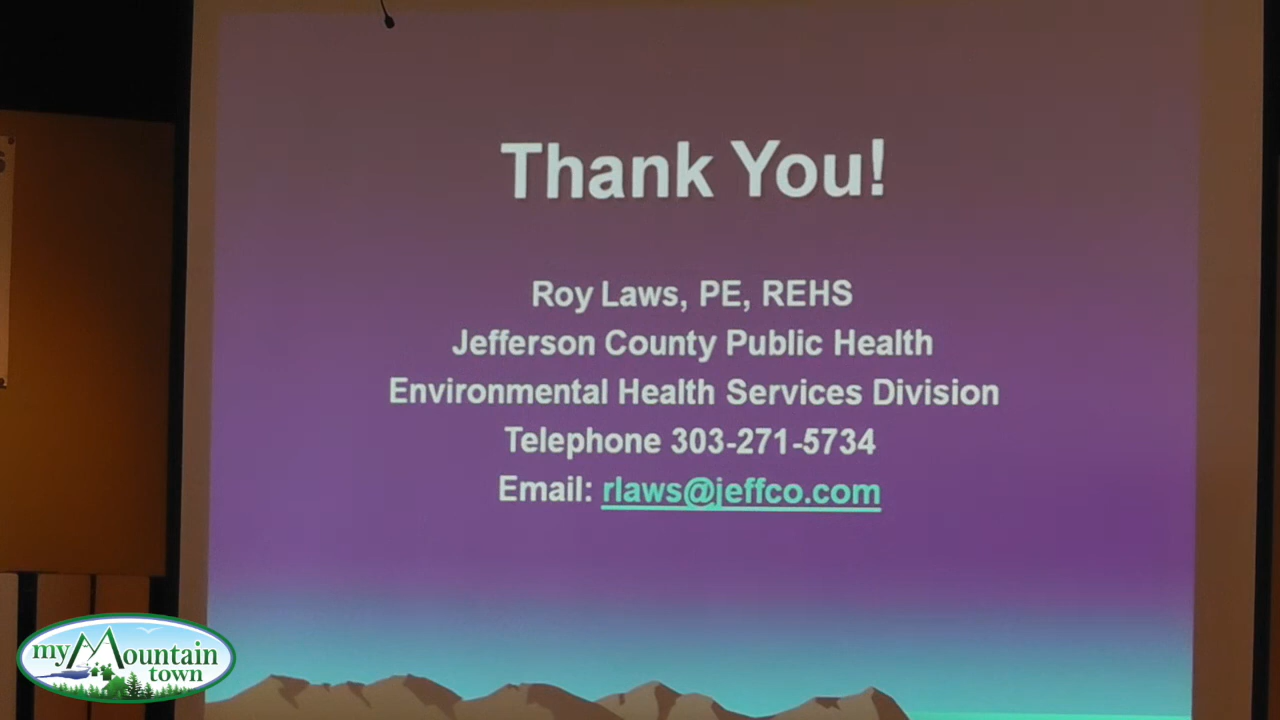 Thank You!
Roy Laws, PE, REHS
Jefferson County Public Health
Environmental Health Services Division
Telephone 303-271-5734
Email: rlaws@jeffco.com
my Mountain
town